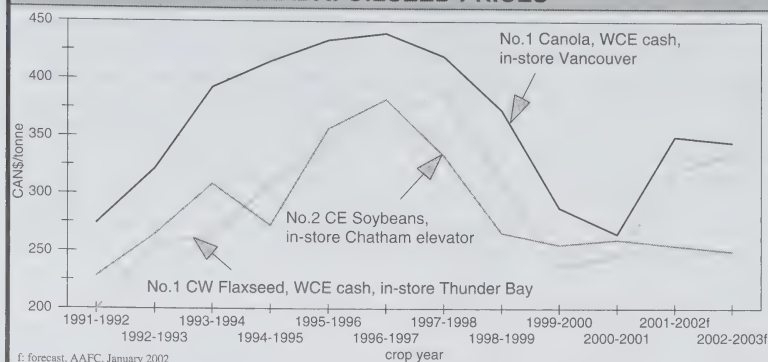 450
400
350
300
250
200
CAN$/tonne
No.1 Canola, WCE cash,
in-store Vancouver
No.2 CE Soybeans,
in-store Chatham elevator
No.1 CW Flaxseed, WCE cash, in-store Thunder Bay
1991-1992
1992-1993
1993-1994
1994-1995
1995-1996
1996-1997
1997-1998
1998-1999
1999-2000
2000-2001
2001-2002f
2002-2003f
crop year
f: forecast, AAFC, January 2002